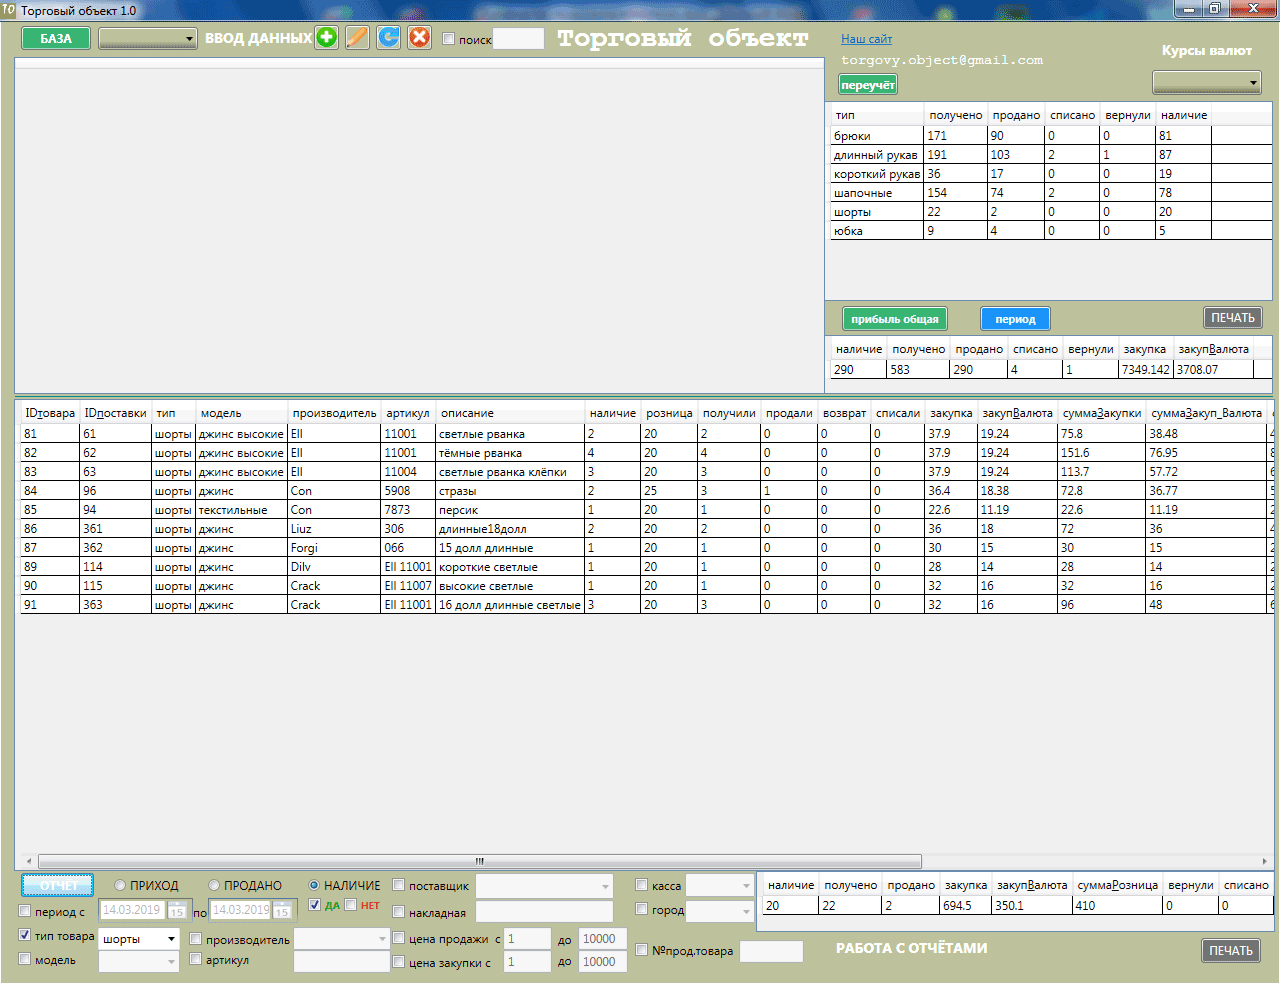 Торговый объект 1.0
БАЗА ВВОД ДАННЫХ поиск Торговый объект
Наш сайт
torgovy.object@gmail.com
Курсы валют
переучёт
тип получено продано списано вернули наличие
брюки 171 90 0 0 81
длинный рукав 191 103 2 1 87
короткий рукав 36 17 0 0 19
шапочные 154 74 2 0 78
шорты 22 2 0 0 20
юбка 9 4 0 0 5
прибыль общая период ПЕЧАТЬ
наличие получено продано списано вернули закупка закупВалюта
290 583 290 4 1 7349.142 3708.07
IDтовара IDпоставки тип модель производитель артикул описание наличие розница получили продали возврат списали закупка закупВалюта суммаЗакупки суммаЗакуп_Валюта
81 61 шорты джинс высокие Ell 11001 светлые рванка 2 20 2 0 0 0 37.9 19.24 75.8 38.48
82 62 шорты джинс высокие Ell 11001 тёмные рванка 4 20 4 0 0 0 37.9 19.24 151.6 76.95
83 63 шорты джинс высокие Ell 11004 светлые рванка клёпки 3 20 3 0 0 0 37.9 19.24 113.7 57.72
84 96 шорты джинс Con 5908 стразы 2 25 3 1 0 0 36.4 18.38 72.8 36.77
85 94 шорты текстильные Con 7873 персик 1 20 1 0 0 0 22.6 11.19 22.6 11.19
86 361 шорты джинс Liuz 306 длинные18долл 2 20 2 0 0 0 36 18 72 36
87 362 шорты джинс Forgi 066 15 долл длинные 1 20 1 0 0 0 30 15 30 15
89 114 шорты джинс Dilv Ell 11001 короткие светлые 1 20 1 0 0 0 28 14 28 14
90 115 шорты джинс Crack Ell 11007 высокие светлые 1 20 1 0 0 0 32 16 32 16
91 363 шорты джинс Crack Ell 11001 16 долл длинные светлые 3 20 3 0 0 0 32 16 96 48
ОТЧЕТ ПРИХОД ПРОДАНО НАЛИЧИЕ поставщик касса
наличие получено продано закупка закупВалюта суммаРозница вернули списано
20 22 2 694.5 350.1 410 0 0
период с 14.03.2019 15 по 14.03.2019 15 ДА НЕТ накладная город
тип товара шорты производитель цена продажи с 1 до 10000
модель артикул цена закупки с 1 до 10000 №прод.товара
РАБОТА С ОТЧЁТАМИ ПЕЧАТЬ